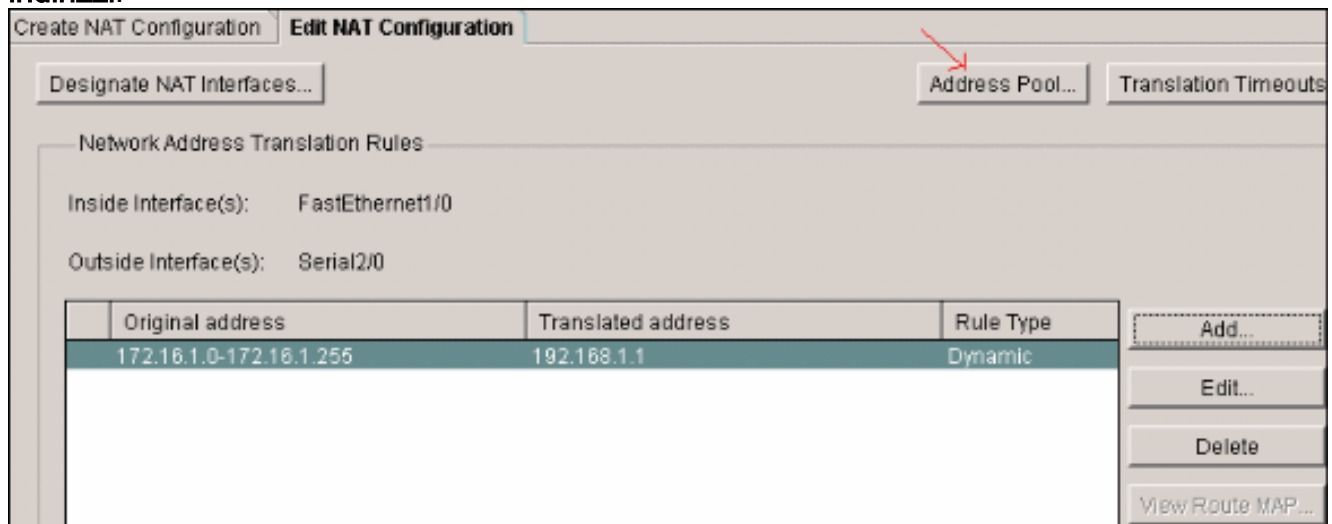 Create NAT Configuration Edit NAT Configuration
Designate NAT Interfaces... Address Pool... Translation Timeouts
Network Address Translation Rules
Inside Interface(s): FastEthernet1/0
Outside Interface(s): Serial2/0
Original address Translated address Rule Type
172.16.1.0-172.16.1.255 192.168.1.1 Dynamic
Add...
Edit...
Delete
View Route MAP...